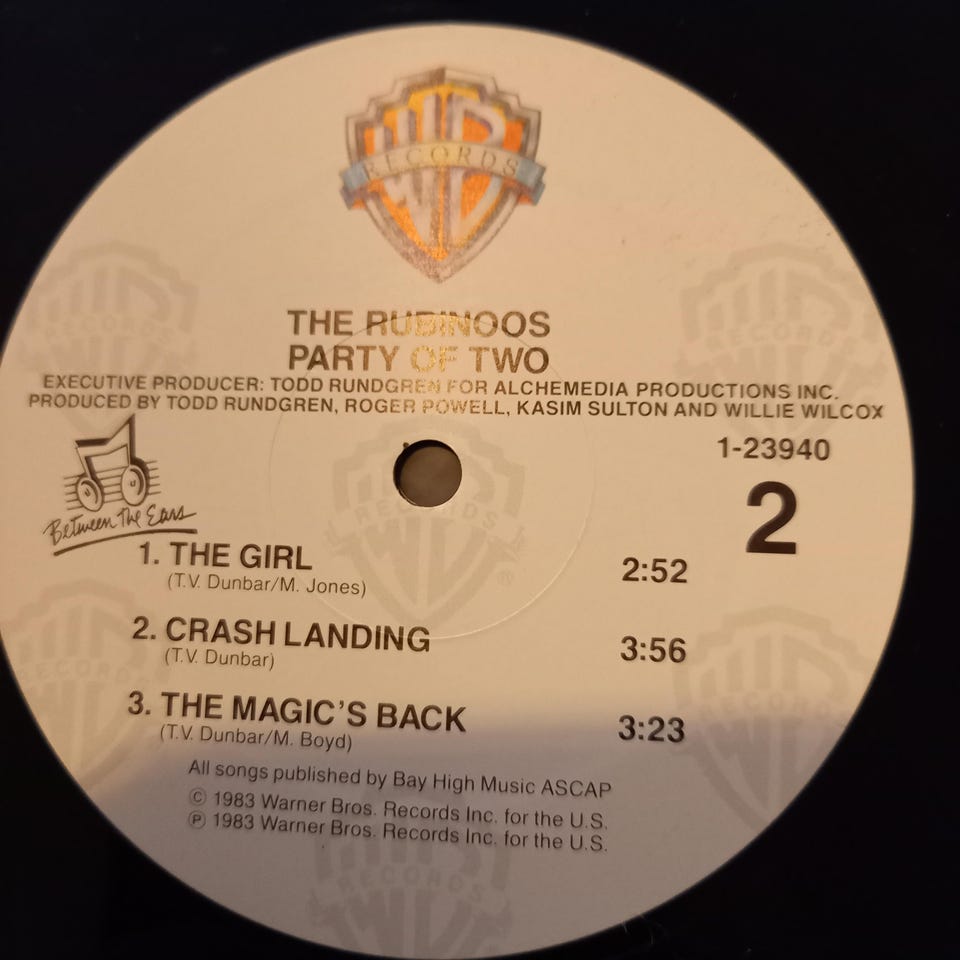 WB
RECORDS
THE RUBINOOS
PARTY OF TWO
EXECUTIVE PRODUCER: TODD RUNDGREN FOR ALCHEMEDIA PRODUCTIONS INC.
PRODUCED BY TODD RUNDGREN, ROGER POWELL, KASIM SULTON AND WILLIE WILCOX
1-23940
2
Between The Ears
1. THE GIRL 2:52
(T.V. Dunbar/M. Jones)
2. CRASH LANDING 3:56
(T.V. Dunbar)
3. THE MAGIC'S BACK 3:23
(T.V. Dunbar/M. Boyd)
All songs published by Bay High Music ASCAP
© 1983 Warner Bros. Records Inc. for the U.S.
℗ 1983 Warner Bros. Records Inc. for the U.S.